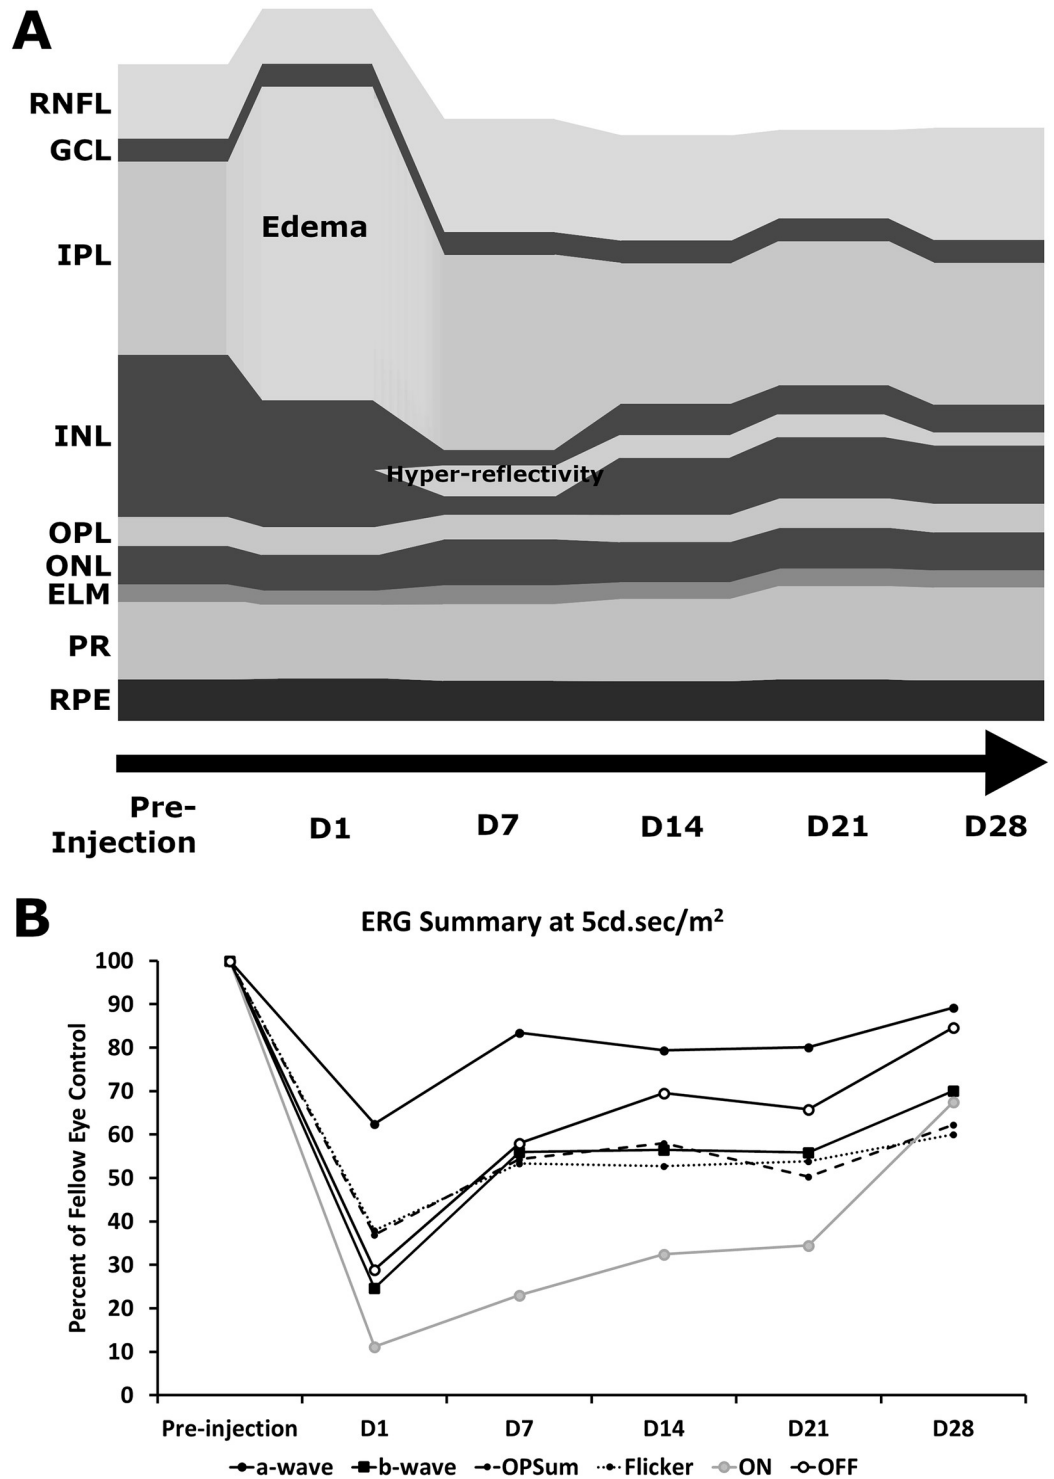 A
RNFL
GCL
IPL
Edema
INL
Hyper-reflectivity
OPL
ONL
ELM
PR
RPE
Pre-
Injection
D1
D7
D14
D21
D28
B
ERG Summary at 5cd.sec/m²
Percent of Fellow Eye Control
100
90
80
70
60
50
40
30
20
10
0
Pre-injection
D1
D7
D14
D21
D28
a-wave
b-wave
OPSum
Flicker
ON
OFF